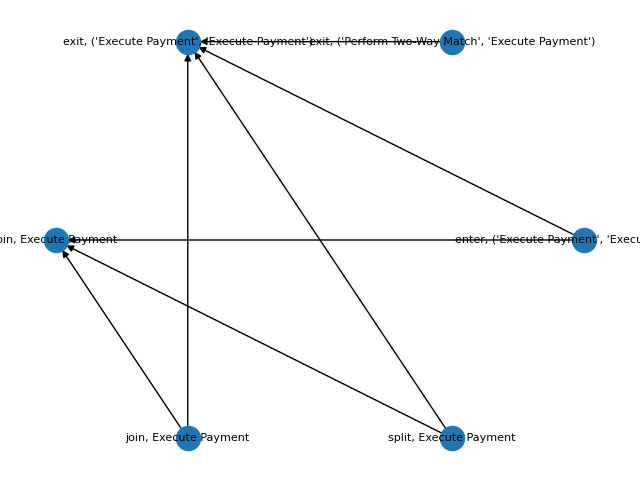 exit, ('Execute Payment', 'Execute Payment')
exit, ('Perform Two-Way Match', 'Execute Payment')
oin, Execute Payment
enter, ('Execute Payment', 'Execu
join, Execute Payment
split, Execute Payment